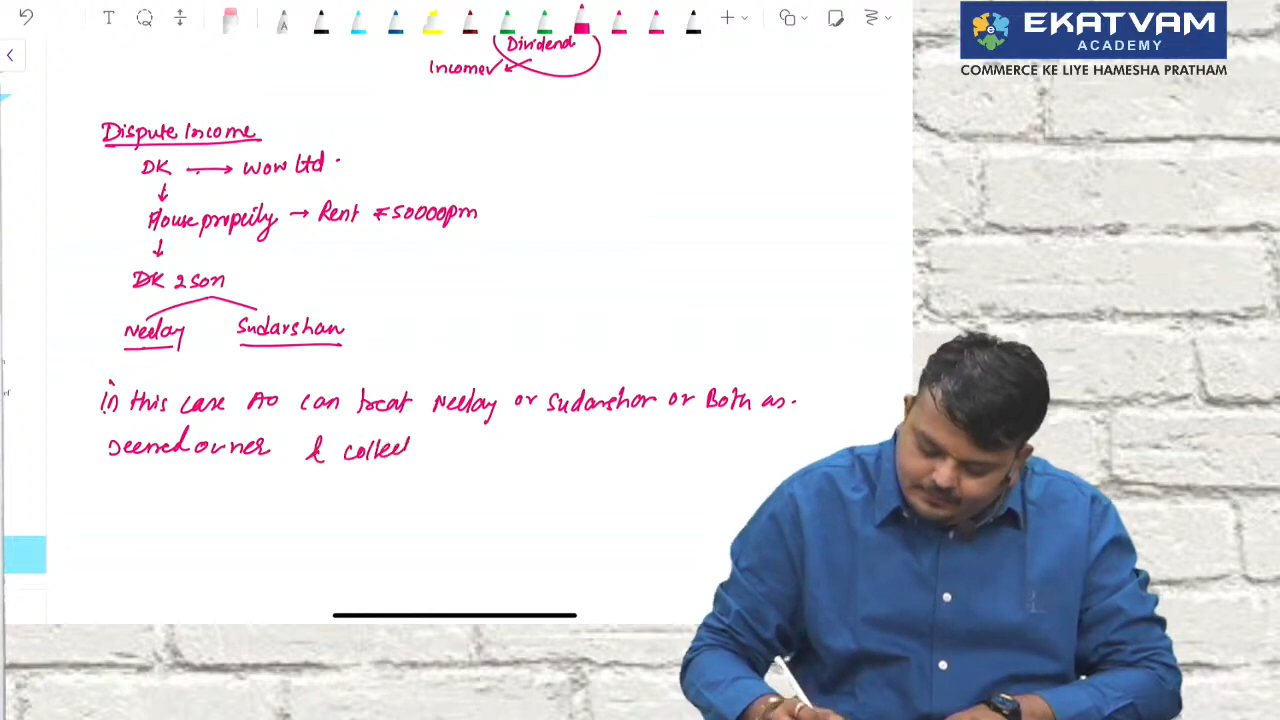 EKATVAM
ACADEMY
COMMERCE KE LIYE HAMESHA PRATHAM
Dividend
Income
Dispute Income
DK → WOW Ltd.
House property → Rent ₹50000pm
DK 2 son
Neelay Sudarshan
In this case AO can treat Neelay or Sudarshan or Both as.
Deemed owner & collect